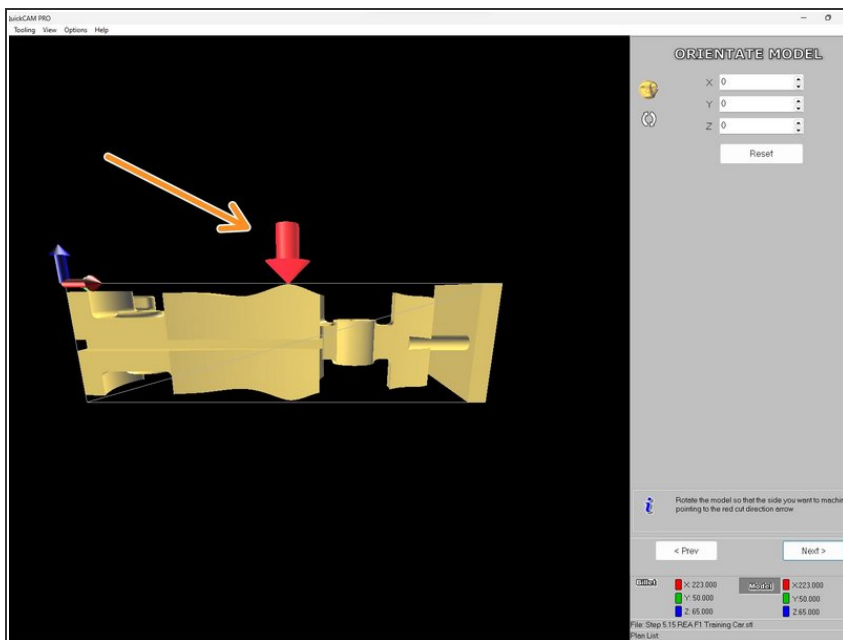 QuickCAM PRO
Tooling View Options Help
ORIENTATE MODEL
X 0
Y 0
Z 0
Reset
Rotate the model so that the side you want to machin
pointing to the red cut direction arrow
< Prev Next >
Billet X: 223.000 Model X:223.000
Y: 50.000 Y: 50.000
Z: 65.000 Z:65.000
File: Step 5.15 REA F1 Training Car.stl
Plan List